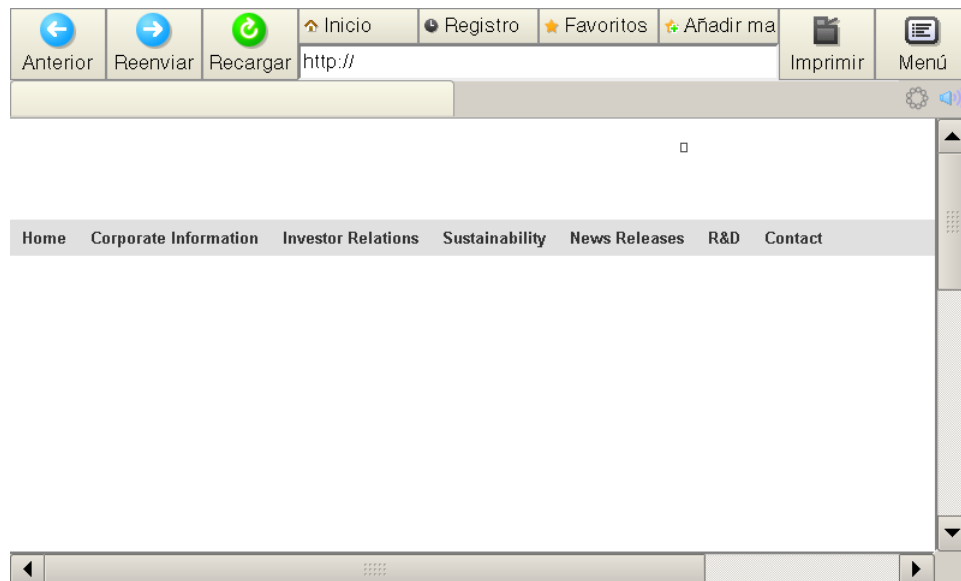 Inicio Registro Favoritos Añadir ma
Anterior Reenviar Recargar http:// Imprimir Menú
Home Corporate Information Investor Relations Sustainability News Releases R&D Contact